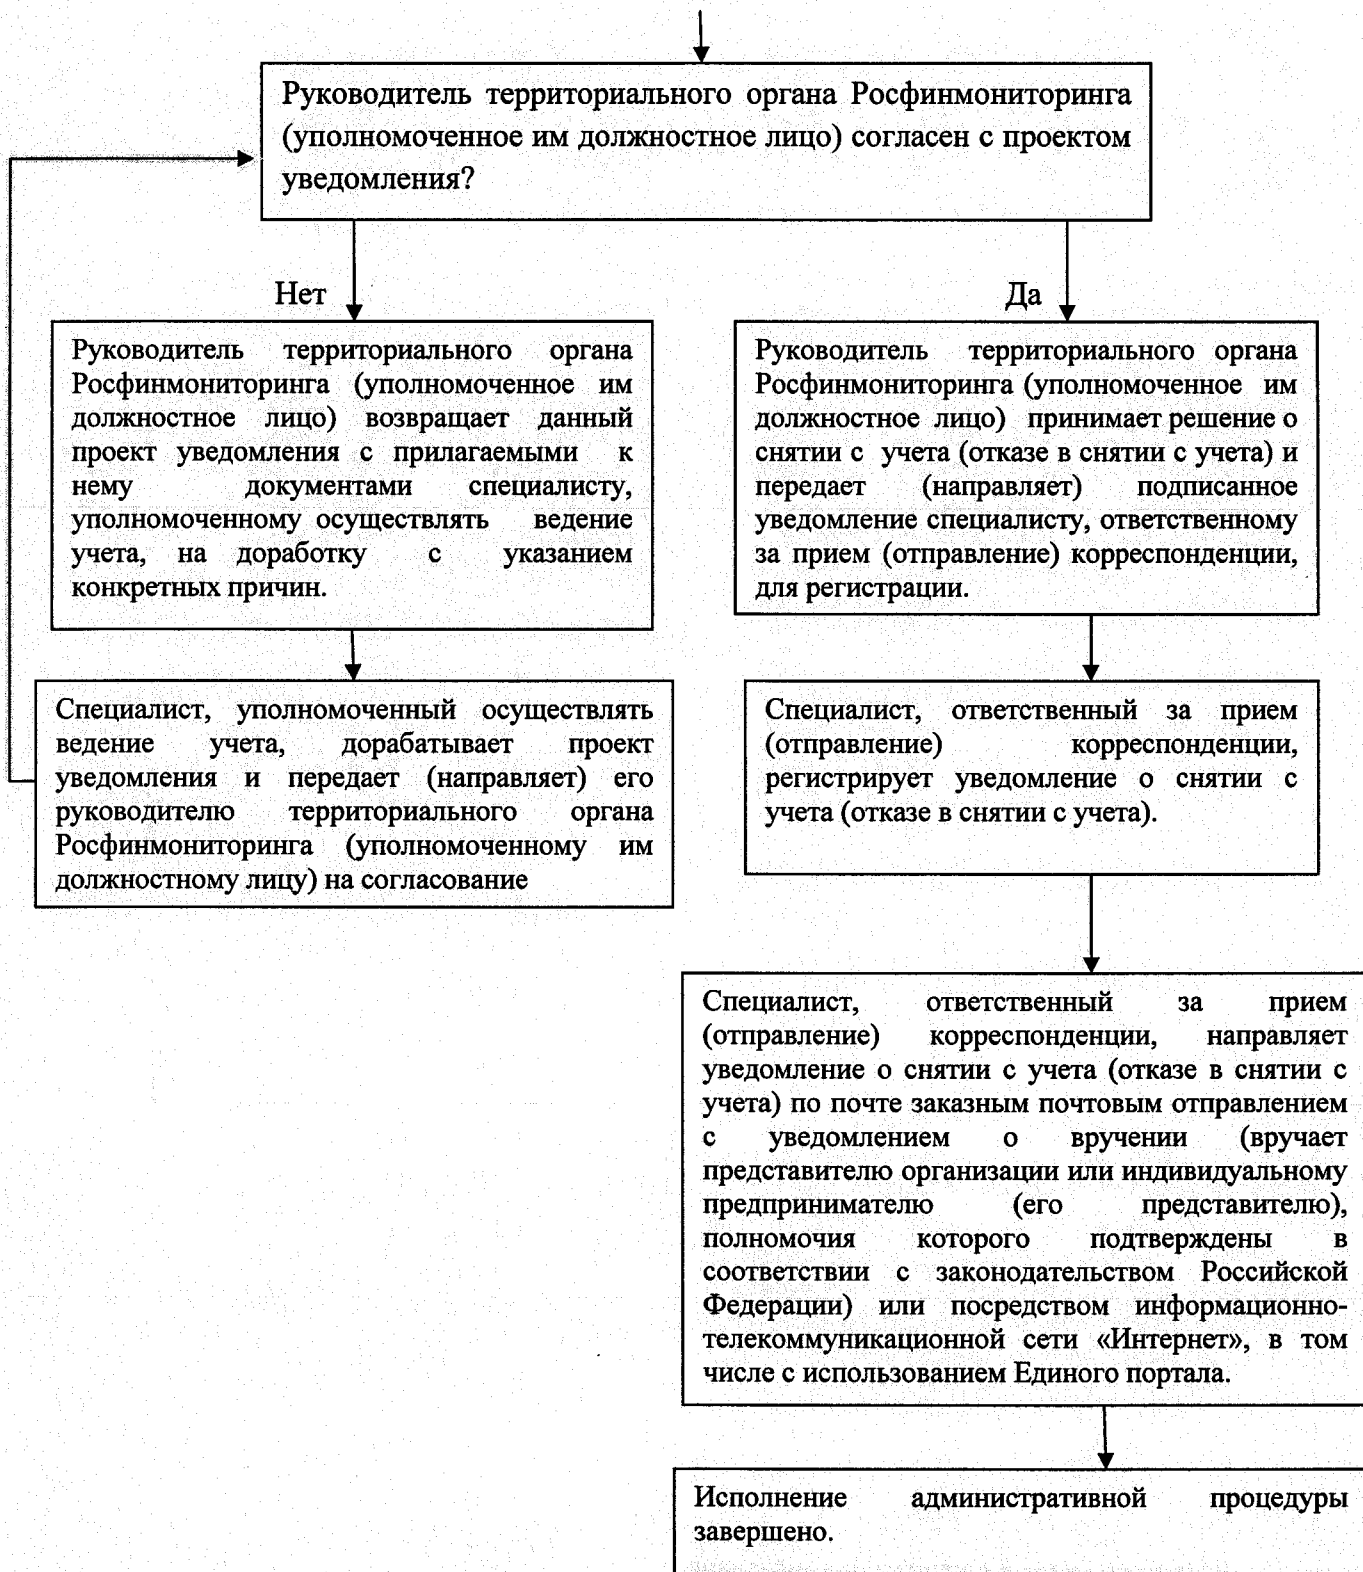 Руководитель территориального органа Росфинмониторинга
(уполномоченное им должностное лицо) согласен с проектом
уведомления?
Нет
Руководитель территориального органа
Росфинмониторинга (уполномоченное им
должностное лицо) возвращает данный
проект уведомления с прилагаемыми к
нему документами специалисту,
уполномоченному осуществлять ведение
учета, на доработку с указанием
конкретных причин.
Специалист, уполномоченный осуществлять
ведение учета, дорабатывает проект
уведомления и передает (направляет) его
руководителю территориального органа
Росфинмониторинга (уполномоченному им
должностному лицу) на согласование
Да
Руководитель территориального органа
Росфинмониторинга (уполномоченное им
должностное лицо) принимает решение о
снятии с учета (отказе в снятии с учета) и
передает (направляет) подписанное
уведомление специалисту, ответственному
за прием (отправление) корреспонденции,
для регистрации.
Специалист, ответственный за прием
(отправление) корреспонденции,
регистрирует уведомление о снятии с
учета (отказе в снятии с учета).
Специалист, ответственный за прием
(отправление) корреспонденции, направляет
уведомление о снятии с учета (отказе в снятии с
учета) по почте заказным почтовым отправлением
с уведомлением о вручении (вручает
представителю организации или индивидуальному
предпринимателю (его представителю),
полномочия которого подтверждены в
соответствии с законодательством Российской
Федерации) или посредством информационно-
телекоммуникационной сети «Интернет», в том
числе с использованием Единого портала.
Исполнение административной процедуры
завершено.